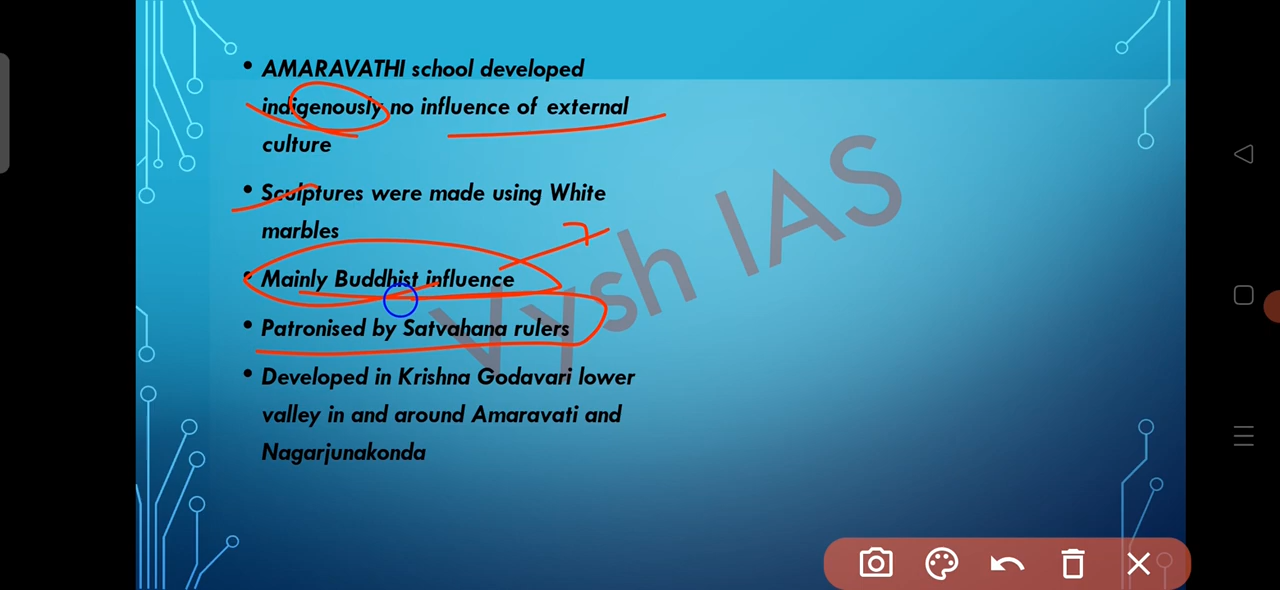 • AMARAVATHI school developed
indigenously no influence of external
culture
• Sculptures were made using White
marbles
• Mainly Buddhist influence
• Patronised by Satvahana rulers
• Developed in Krishna Godavari lower
valley in and around Amaravati and
Nagarjunakonda
Vysh IAS